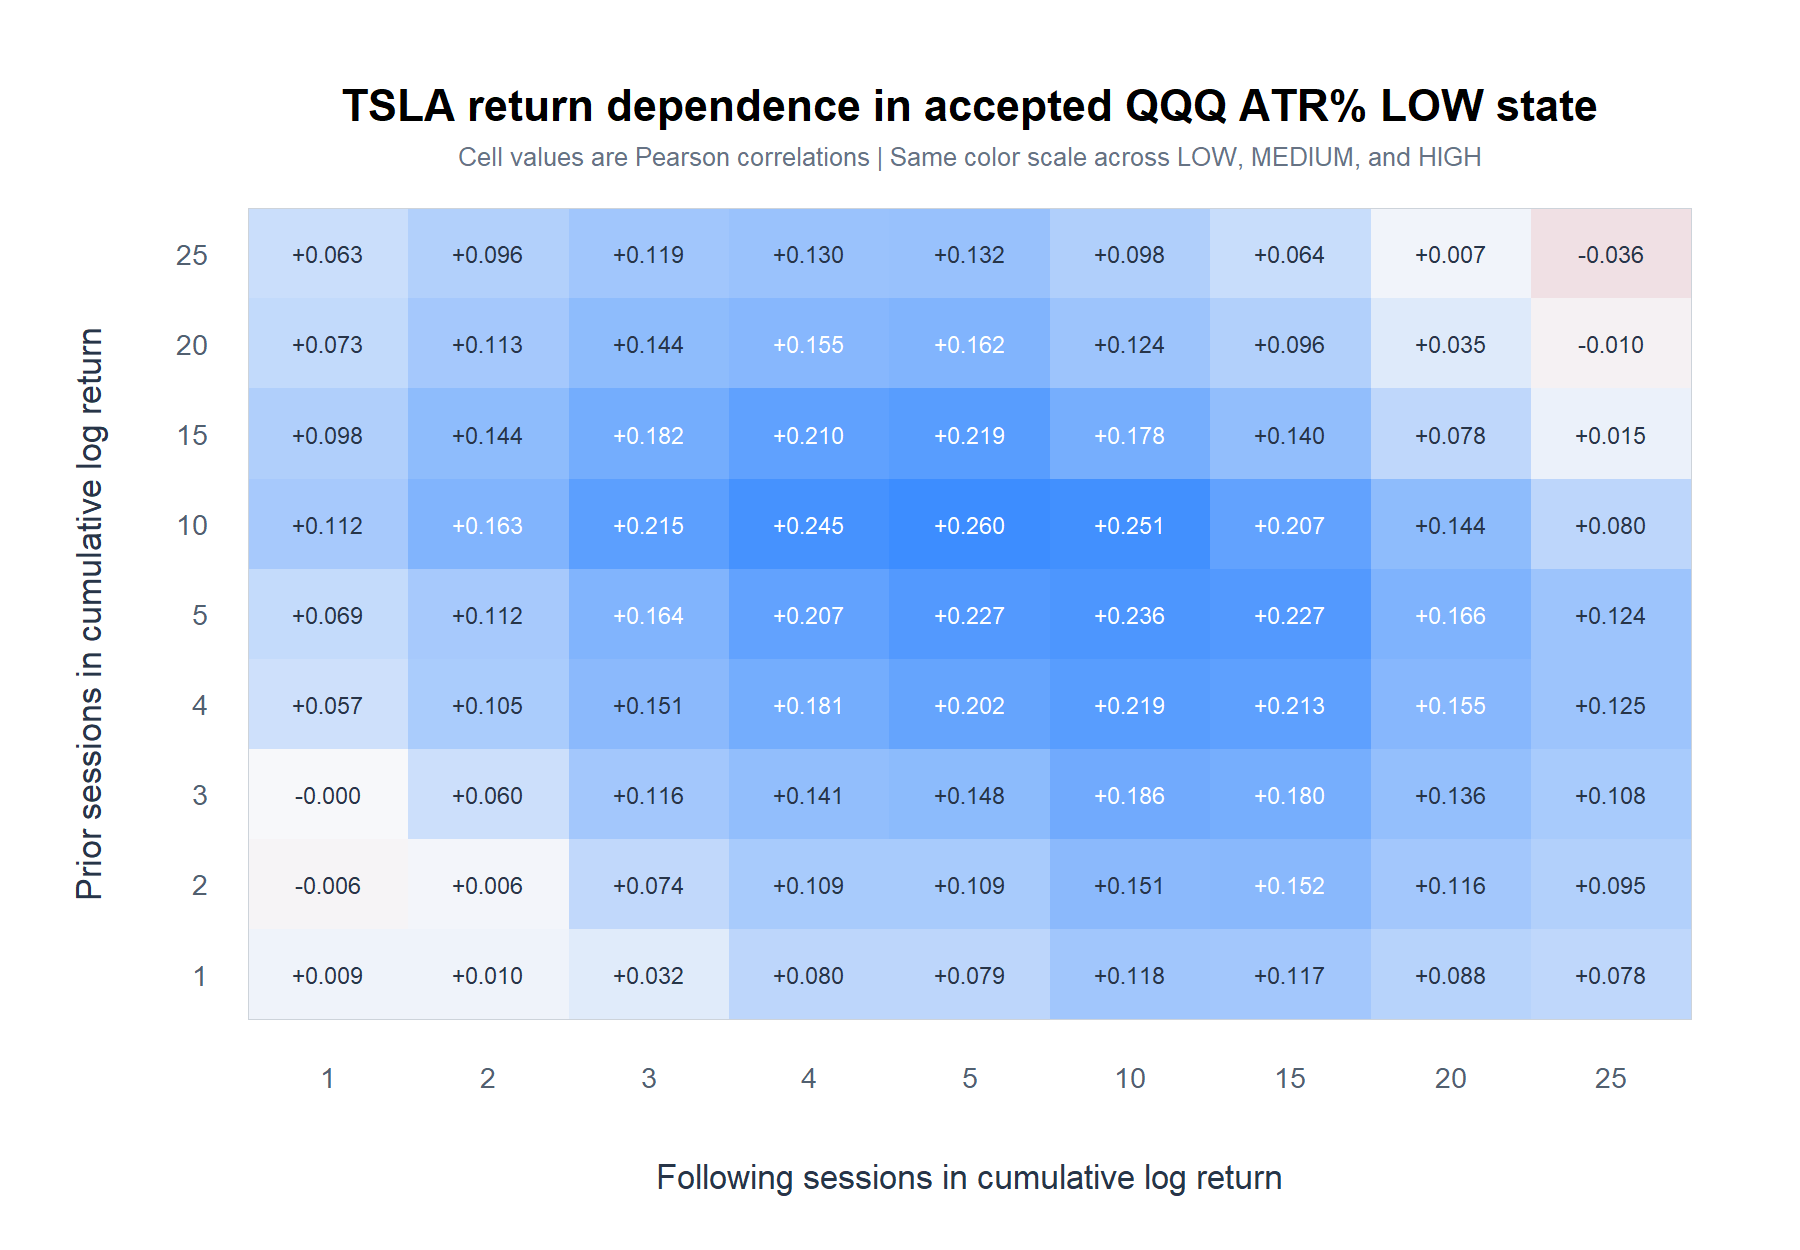 TSLA return dependence in accepted QQQ ATR% LOW state
Cell values are Pearson correlations | Same color scale across LOW, MEDIUM, and HIGH
Prior sessions in cumulative log return
25 +0.063 +0.096 +0.119 +0.130 +0.132 +0.098 +0.064 +0.007 -0.036
20 +0.073 +0.113 +0.144 +0.155 +0.162 +0.124 +0.096 +0.035 -0.010
15 +0.098 +0.144 +0.182 +0.210 +0.219 +0.178 +0.140 +0.078 +0.015
10 +0.112 +0.163 +0.215 +0.245 +0.260 +0.251 +0.207 +0.144 +0.080
5 +0.069 +0.112 +0.164 +0.207 +0.227 +0.236 +0.227 +0.166 +0.124
4 +0.057 +0.105 +0.151 +0.181 +0.202 +0.219 +0.213 +0.155 +0.125
3 -0.000 +0.060 +0.116 +0.141 +0.148 +0.186 +0.180 +0.136 +0.108
2 -0.006 +0.006 +0.074 +0.109 +0.109 +0.151 +0.152 +0.116 +0.095
1 +0.009 +0.010 +0.032 +0.080 +0.079 +0.118 +0.117 +0.088 +0.078
1 2 3 4 5 10 15 20 25
Following sessions in cumulative log return